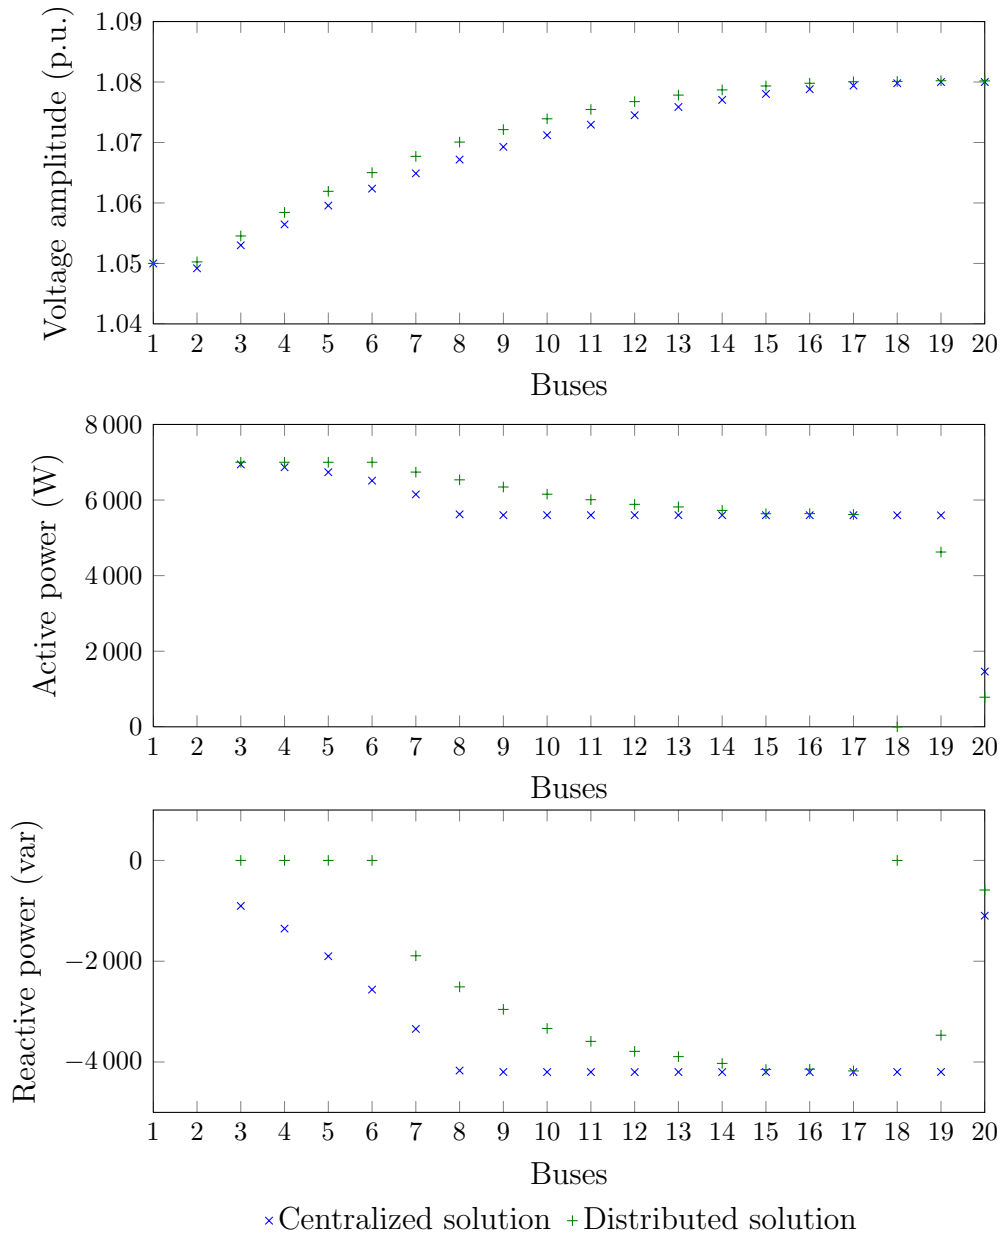 1.09
1.08
1.07
1.06
1.05
1.04
Voltage amplitude (p.u.)
1 2 3 4 5 6 7 8 9 10 11 12 13 14 15 16 17 18 19 20
Buses
8 000
6 000
4 000
2 000
0
Active power (W)
1 2 3 4 5 6 7 8 9 10 11 12 13 14 15 16 17 18 19 20
Buses
0
−2 000
−4 000
Reactive power (var)
1 2 3 4 5 6 7 8 9 10 11 12 13 14 15 16 17 18 19 20
Buses
Centralized solution Distributed solution